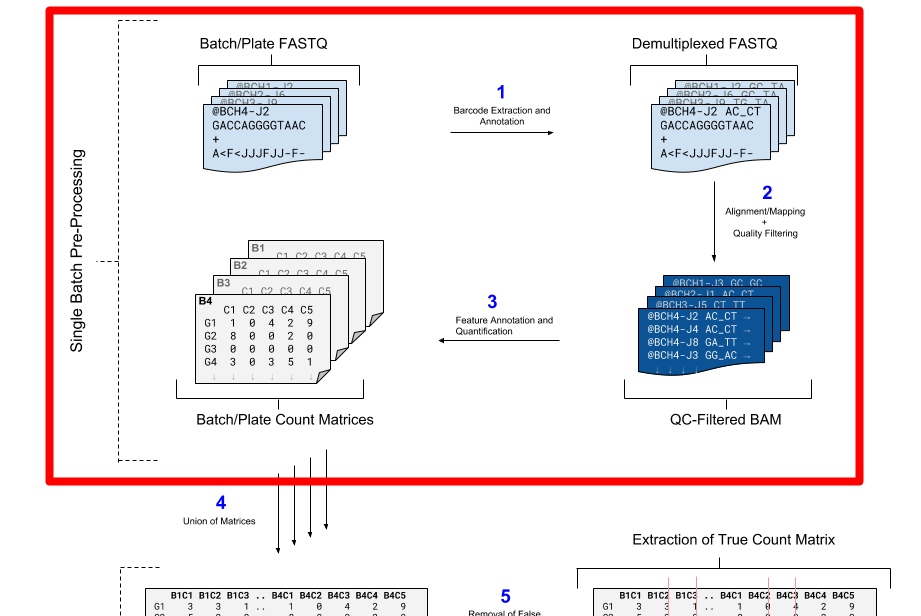 Batch/Plate FASTQ
Demultiplexed FASTQ
@BCH1-J2
@BCH2-J6
@BCH3-J9
@BCH4-J2
GACCAGGGGTAAC
+
A<F<JJJFJJ-F-
1
Barcode Extraction and
Annotation
@BCH1-J2 GC_TA
@BCH2-J6 GC_TA
@BCH3-J9 TG_TA
@BCH4-J2 AC_CT
GACCAGGGGTAAC
+
A<F<JJJFJJ-F-
2
Alignment/Mapping
+
Quality Filtering
Single Batch Pre-Processing
B1
C1 C2 C3 C4 C5
B2
C1 C2 C3 C4 C5
B3
C1 C2 C3 C4 C5
B4
C1 C2 C3 C4 C5
G1 1 0 4 2 9
G2 8 0 0 2 0
G3 0 0 0 0 0
G4 3 0 3 5 1
↓ ↓ ↓ ↓ ↓
3
Feature Annotation and
Quantification
@BCH1-J3 GC_GC
@BCH2-J1 AC_CT
@BCH3-J5 CT_TT
@BCH4-J2 AC_CT →
@BCH4-J4 AC_CT →
@BCH4-J8 GA_TT →
@BCH4-J3 GG_AC →
↓ ↓ ↓ ↓
Batch/Plate Count Matrices
QC-Filtered BAM
4
Union of Matrices
Extraction of True Count Matrix
B1C1 B1C2 B1C3 .. B4C1 B4C2 B4C3 B4C4 B4C5
G1 3 3 1 .. 1 0 4 2 9
5
Removal of False
B1C1 B1C2 B1C3 .. B4C1 B4C2 B4C3 B4C4 B4C5
G1 3 3 1 .. 1 0 4 2 9